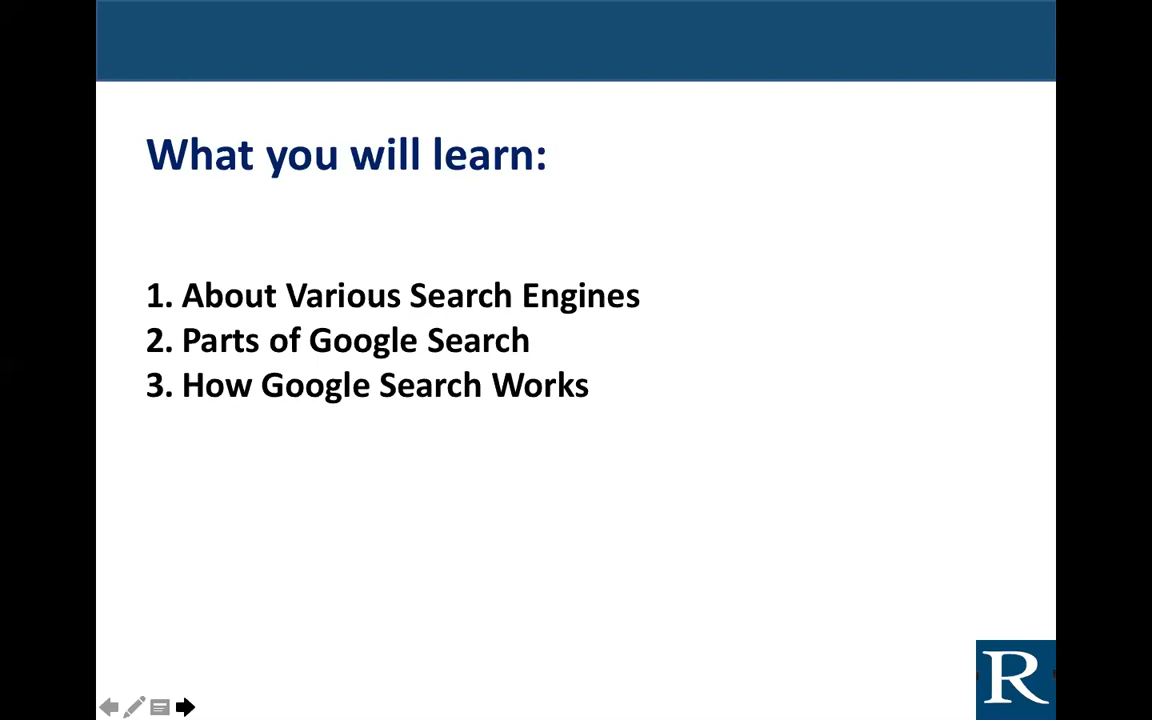 What you will learn:
1. About Various Search Engines
2. Parts of Google Search
3. How Google Search Works
R